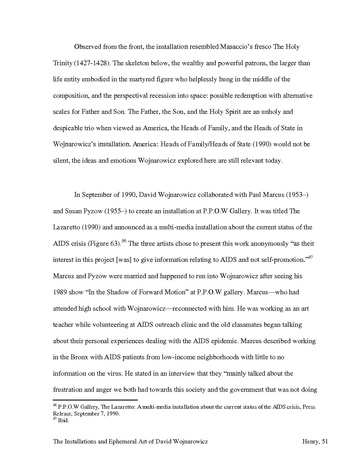 Observed from the front, the installation resembled Masaccio's fresco The Holy
Trinity (1427-1428). The skeleton below, the wealthy and powerful patrons, the larger than
life entity embodied in the martyred figure who helplessly hung in the middle of the
composition, and the perspectival recession into space: possible redemption with alternative
scales for Father and Son. The Father, the Son, and the Holy Spirit are an unholy and
despicable trio when viewed as America, the Heads of Family, and the Heads of State in
Wojnarowicz's installation. America: Heads of Family/Heads of State (1990) would not be
silent, the ideas and emotions Wojnarowicz explored here are still relevant today.
In September of 1990, David Wojnarowicz collaborated with Paul Marcus (1953–)
and Susan Pyzow (1955–) to create an installation at P.P.O.W Gallery. It was titled The
Lazaretto (1990) and announced as a multi-media installation about the current status of the
AIDS crisis (Figure 63).96 The three artists chose to present this work anonymously "as their
interest in this project [was] to give information relating to AIDS and not self-promotion."97
Marcus and Pyzow were married and happened to run into Wojnarowicz after seeing his
1989 show "In the Shadow of Forward Motion" at P.P.O.W gallery. Marcus—who had
attended high school with Wojnarowicz—reconnected with him. He was working as an art
teacher while volunteering at AIDS outreach clinic and the old classmates began talking
about their personal experiences dealing with the AIDS epidemic. Marcus described working
in the Bronx with AIDS patients from low-income neighborhoods with little to no
information on the virus. He stated in an interview that they "mainly talked about the
frustration and anger we both had towards this society and the government that was not doing
96 P.P.O.W Gallery, The Lazaretto: A multi-media installation about the current status of the AIDS crisis, Press
Release, September 7, 1990.
97 Ibid.
The Installations and Ephemeral Art of David Wojnarowicz Henry, 51